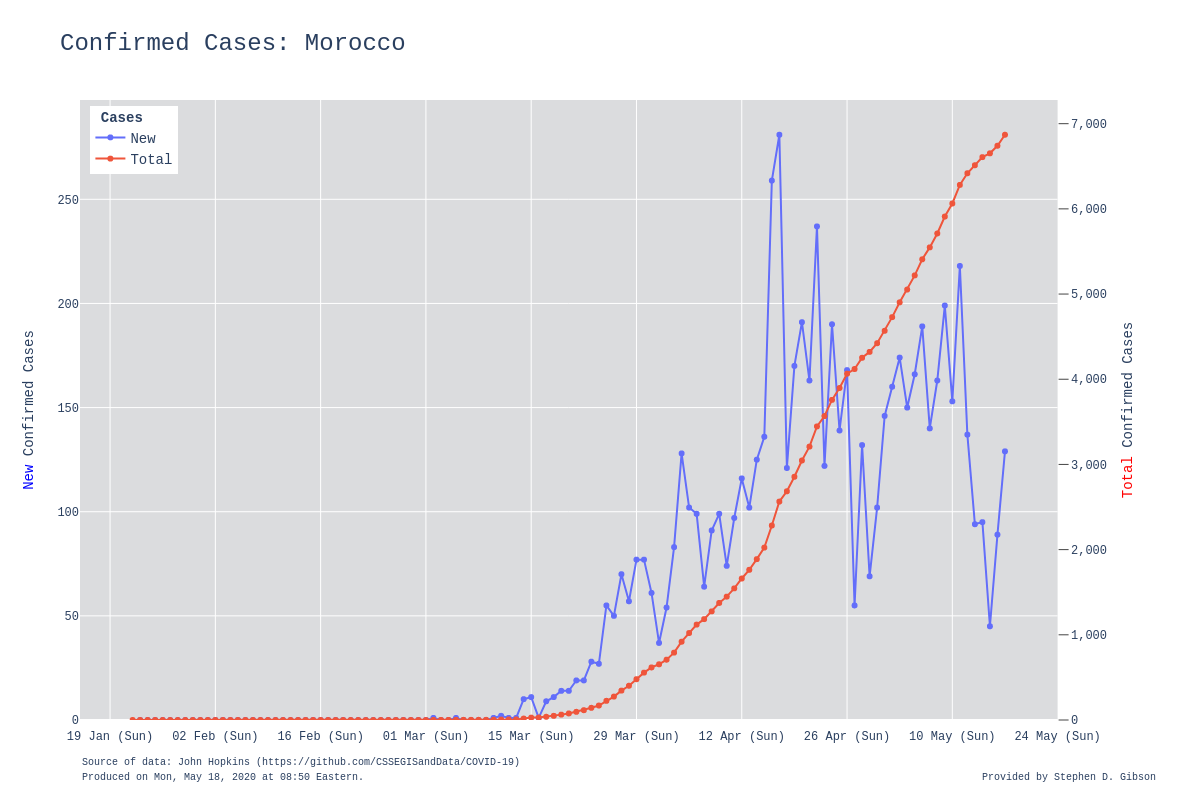 Confirmed Cases: Morocco
Cases
New
Total
7,000
6,000
5,000
4,000
3,000
2,000
1,000
0
250
200
150
100
50
0
New Confirmed Cases
Total Confirmed Cases
19 Jan (Sun) 02 Feb (Sun) 16 Feb (Sun) 01 Mar (Sun) 15 Mar (Sun) 29 Mar (Sun) 12 Apr (Sun) 26 Apr (Sun) 10 May (Sun) 24 May (Sun)
Source of data: John Hopkins (https://github.com/CSSEGISandData/COVID-19)
Produced on Mon, May 18, 2020 at 08:50 Eastern.
Provided by Stephen D. Gibson